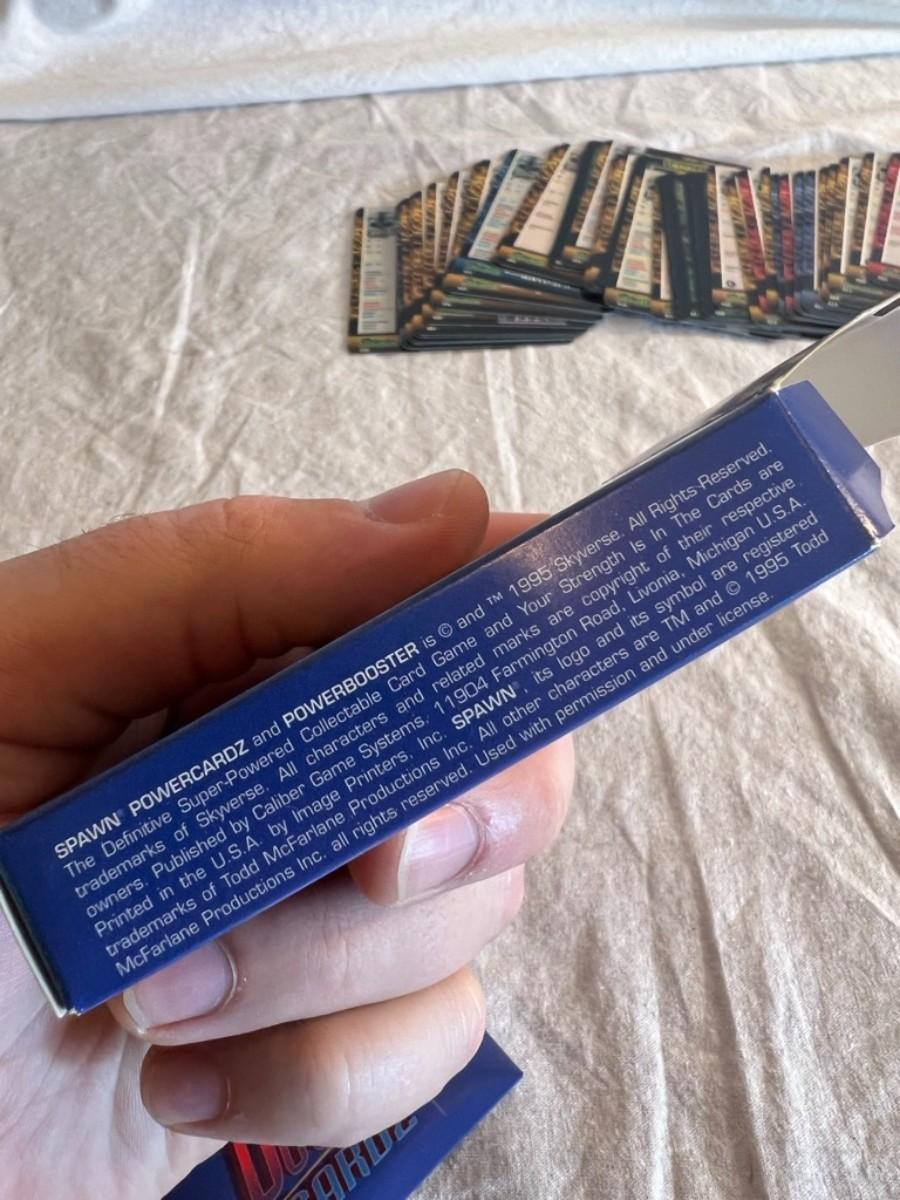 SPAWN® POWERCARDZ and POWERBOOSTER is © and ™ 1995 Skyverse. All Rights Reserved.
The Definitive Super-Powered Collectable Card Game and Your Strength Is In The Cards are
trademarks of Skyverse. All characters and related marks are copyright of their respective
owners. Published by Caliber Game Systems. 11904 Farmington Road, Livonia, Michigan U.S.A.
Printed in the U.S.A. by Image Printers, Inc. SPAWN®, its logo and its symbol are registered
trademarks of Todd McFarlane Productions Inc. All other characters are TM and © 1995 Todd
McFarlane Productions Inc. all rights reserved. Used with permission and under license.